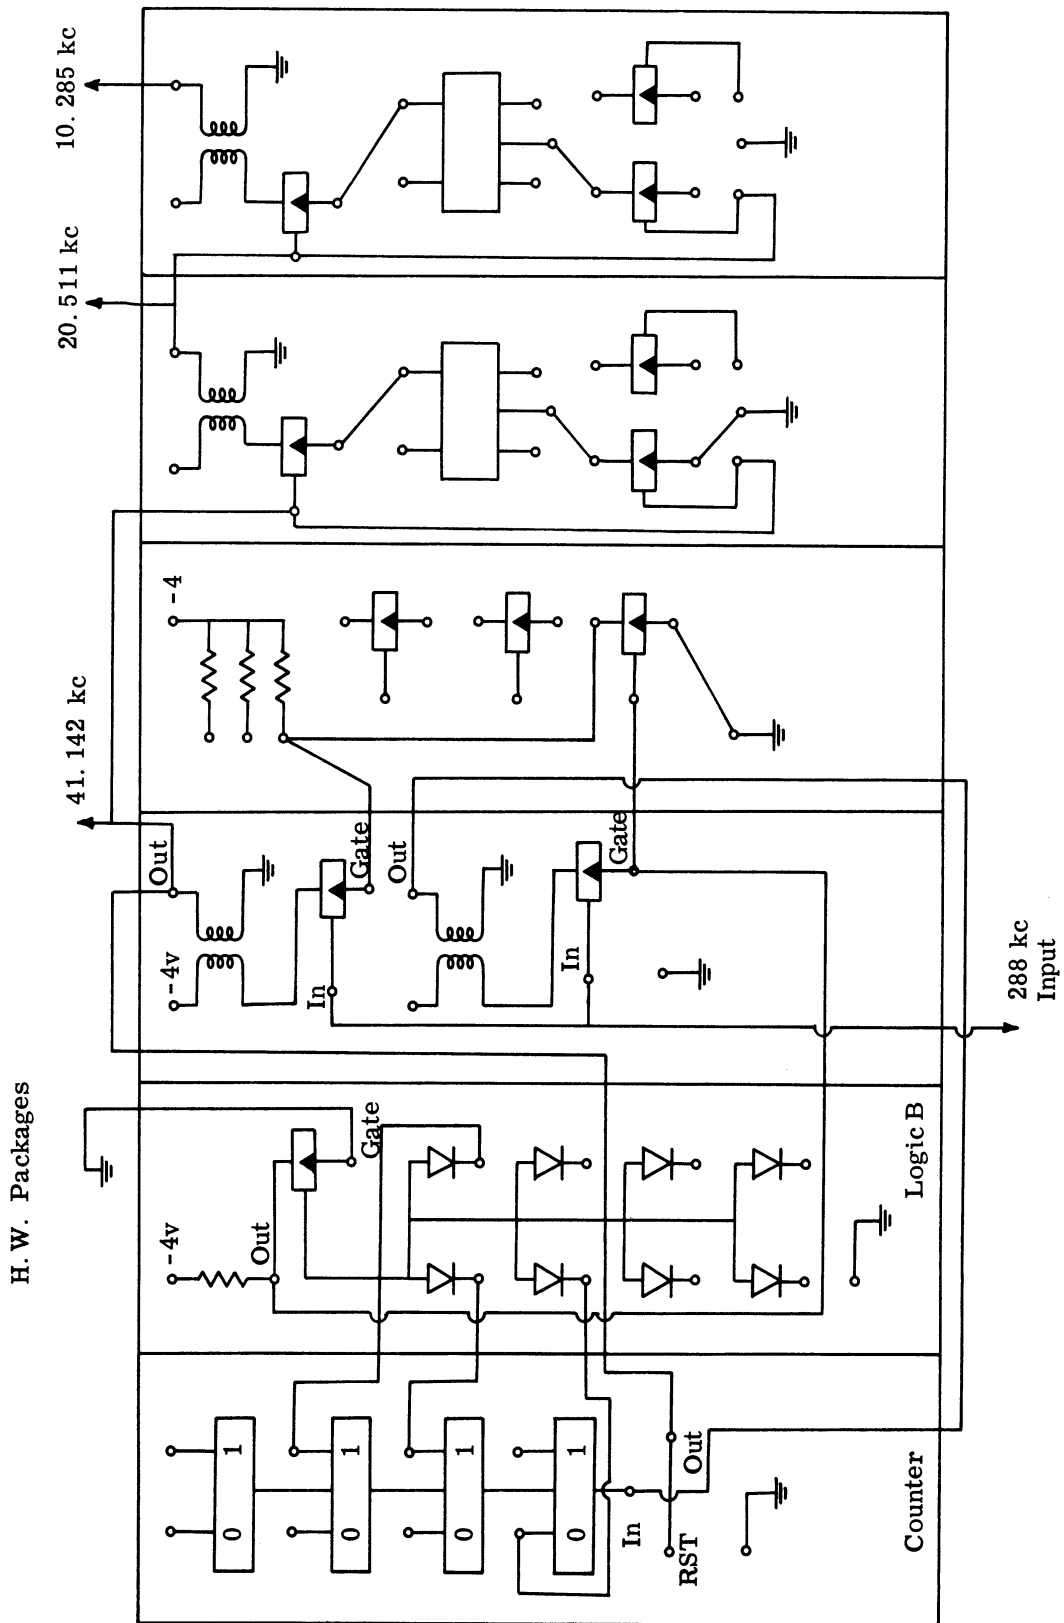 H. W. Packages
10. 285 kc
20. 511 kc
41. 142 kc
-4
Out
-4v
Gate
In
Out
Gate
In
288 kc
Input
-4v
Out
Gate
Logic B
0 1
0 1
0 1
0 1
In
Out
RST
Counter